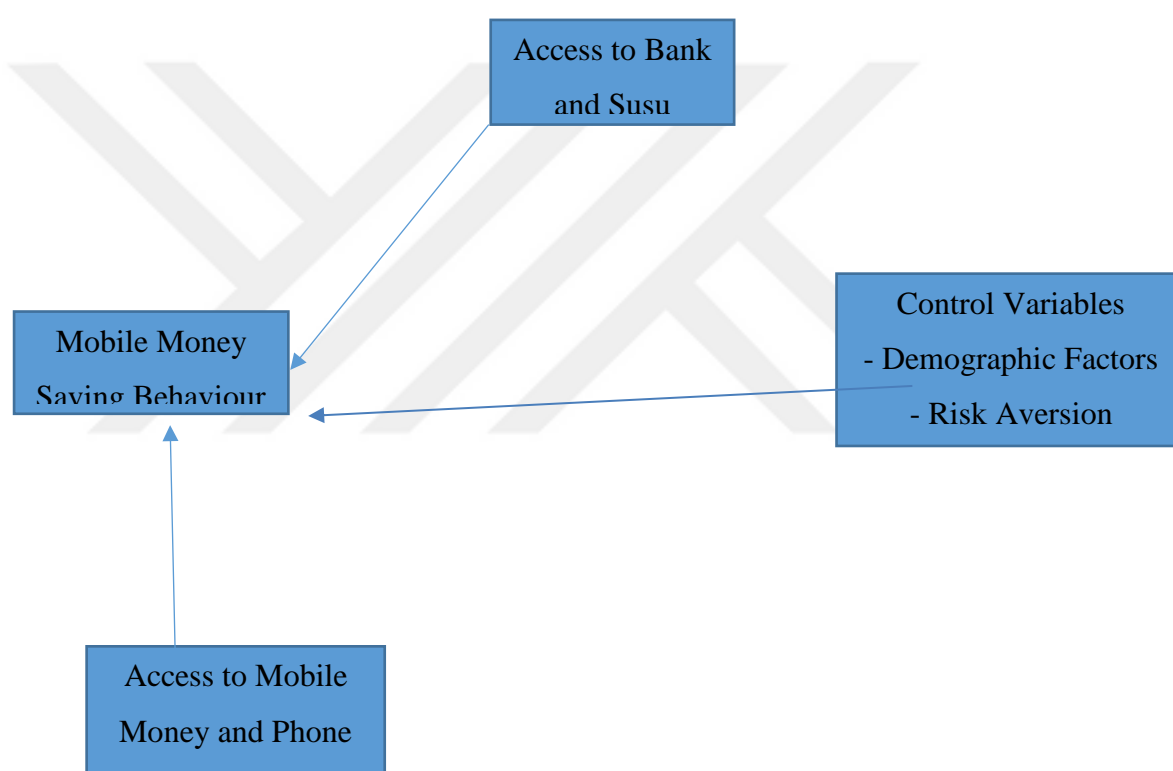 Access to Bank
and Susu
Mobile Money
Saving Behaviour
Control Variables
- Demographic Factors
- Risk Aversion
Access to Mobile
Money and Phone